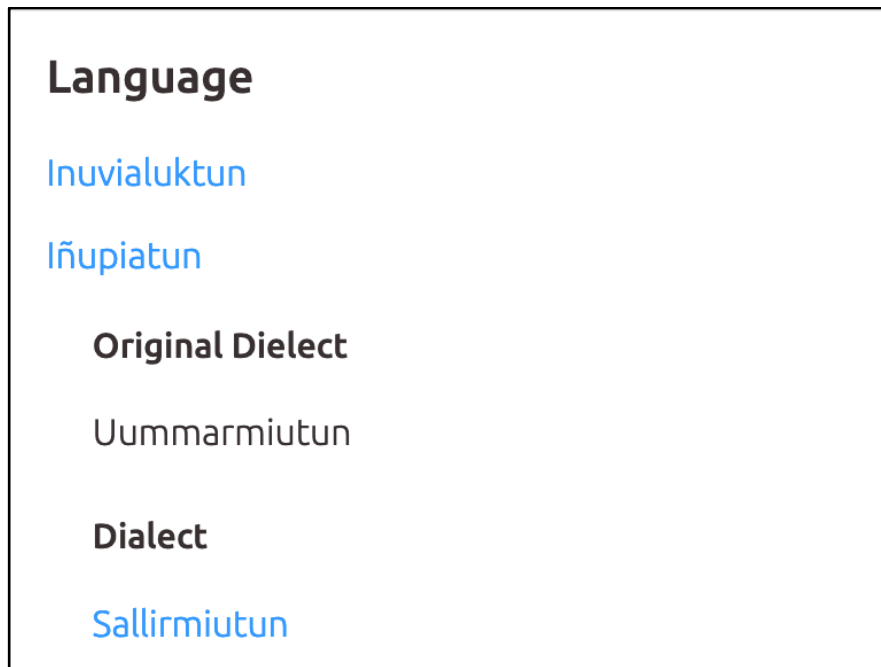 Language
Inuvialuktun
Iñupiatun
Original Dielect
Uummarmiutun
Dialect
Sallirmiutun